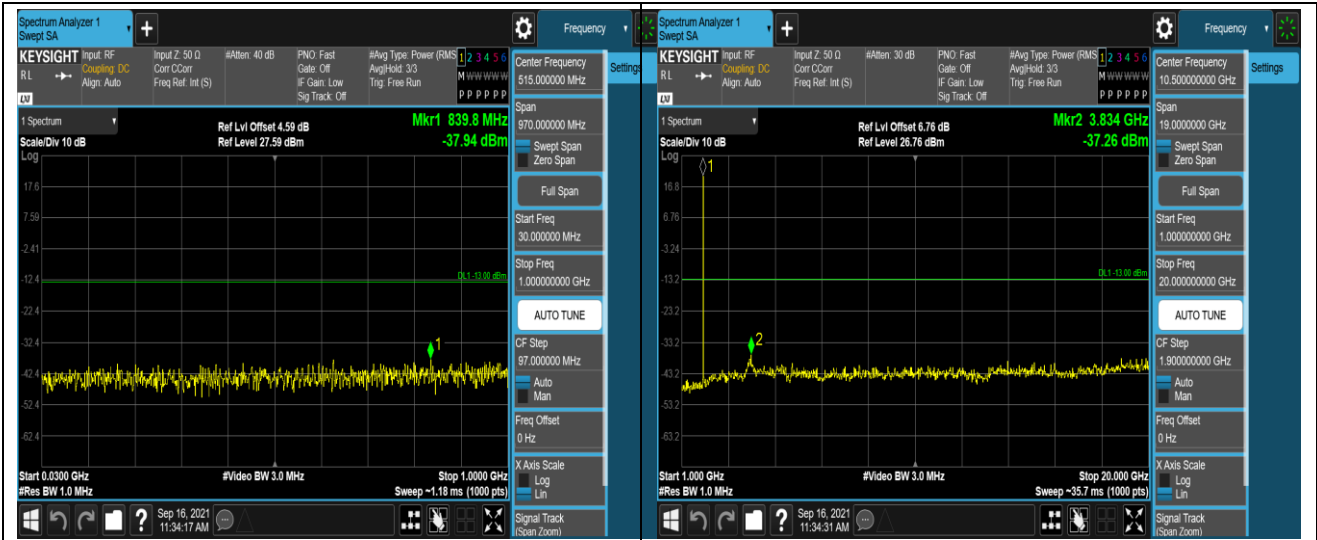 Spectrum Analyzer 1
Swept SA
+
Frequency
KEYSIGHT
Input: RF
Coupling: DC
Align: Auto
Input Z: 50 Ω
Corr CCorr
Freq Ref: Int (S)
#Atten: 40 dB
PNO: Fast
Gate: Off
IF Gain: Low
Sig Track: Off
#Avg Type: Power (RMS
Avg|Hold: 3/3
Trig: Free Run
1 2 3 4 5 6
M W W W W W
P P P P P P
RL
LXI
Center Frequency
515.000000 MHz
Settings
Span
970.000000 MHz
Swept Span
Zero Span
Full Span
Start Freq
30.000000 MHz
Stop Freq
1.000000000 GHz
AUTO TUNE
CF Step
97.000000 MHz
Auto
Man
Freq Offset
0 Hz
X Axis Scale
Log
Lin
Signal Track
(Span Zoom)
1 Spectrum
Scale/Div 10 dB
Log
Ref Lvl Offset 4.59 dB
Ref Level 27.59 dBm
Mkr1 839.8 MHz
-37.94 dBm
17.6
7.59
-2.41
-12.4
-22.4
-32.4
-42.4
-52.4
-62.4
DL1 -13.00 dBm
1
Start 0.0300 GHz
#Res BW 1.0 MHz
#Video BW 3.0 MHz
Stop 1.0000 GHz
Sweep ~1.18 ms (1000 pts)
?
Sep 16, 2021
11:34:17 AM
Spectrum Analyzer 1
Swept SA
+
Frequency
KEYSIGHT
Input: RF
Coupling: DC
Align: Auto
Input Z: 50 Ω
Corr CCorr
Freq Ref: Int (S)
#Atten: 30 dB
PNO: Fast
Gate: Off
IF Gain: Low
Sig Track: Off
#Avg Type: Power (RMS
Avg|Hold: 3/3
Trig: Free Run
1 2 3 4 5 6
M W W W W W
P P P P P P
RL
LXI
Center Frequency
10.500000000 GHz
Settings
Span
19.0000000 GHz
Swept Span
Zero Span
Full Span
Start Freq
1.000000000 GHz
Stop Freq
20.000000000 GHz
AUTO TUNE
CF Step
1.900000000 GHz
Auto
Man
Freq Offset
0 Hz
X Axis Scale
Log
Lin
Signal Track
(Span Zoom)
1 Spectrum
Scale/Div 10 dB
Log
Ref Lvl Offset 6.76 dB
Ref Level 26.76 dBm
Mkr2 3.834 GHz
-37.26 dBm
16.8
6.76
-3.24
-13.2
-23.2
-33.2
-43.2
-53.2
-63.2
DL1 -13.00 dBm
1
2
Start 1.000 GHz
#Res BW 1.0 MHz
#Video BW 3.0 MHz
Stop 20.000 GHz
Sweep ~35.7 ms (1000 pts)
?
Sep 16, 2021
11:34:31 AM